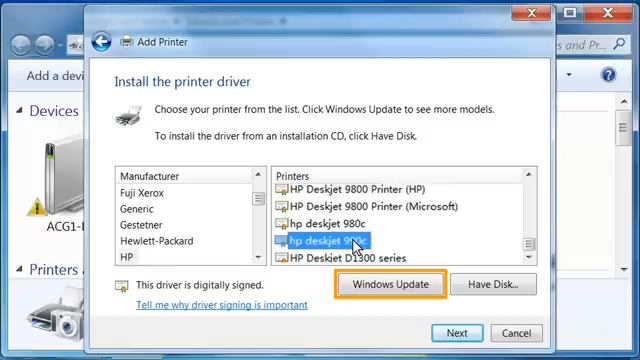 Add Printer
es and Printers
Add a devi
Install the printer driver
Devices
Choose your printer from the list. Click Windows Update to see more models.
To install the driver from an installation CD, click Have Disk.
Manufacturer
Printers
Fuji Xerox
HP Deskjet 9800 Printer (HP)
Generic
HP Deskjet 9800 Printer (Microsoft)
Gestetner
hp deskjet 980c
ACG1-
Hewlett-Packard
hp deskjet
HP
HP Deskjet D1300 series
Printers a
This driver is digitally signed.
Windows Update
Have Disk...
Tell me why driver signing is important
Next
Cancel